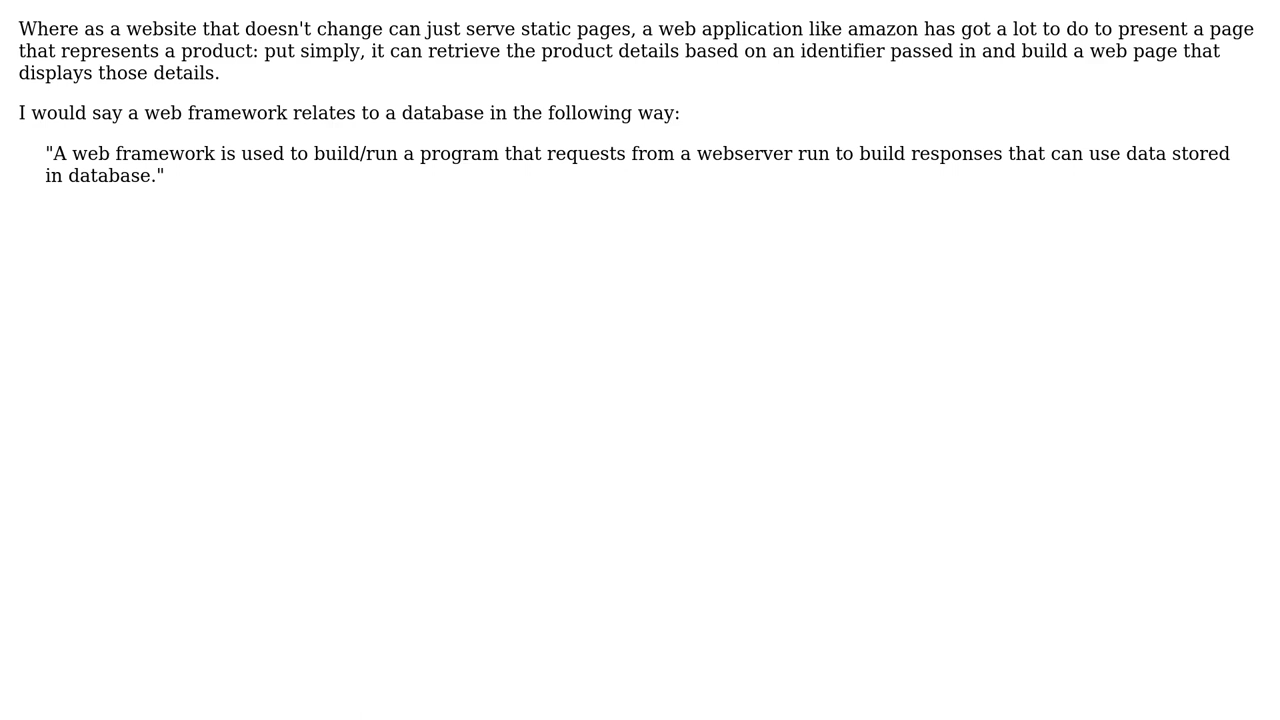 Where as a website that doesn't change can just serve static pages, a web application like amazon has got a lot to do to present a page
that represents a product: put simply, it can retrieve the product details based on an identifier passed in and build a web page that
displays those details.
I would say a web framework relates to a database in the following way:
"A web framework is used to build/run a program that requests from a webserver run to build responses that can use data stored
in database."